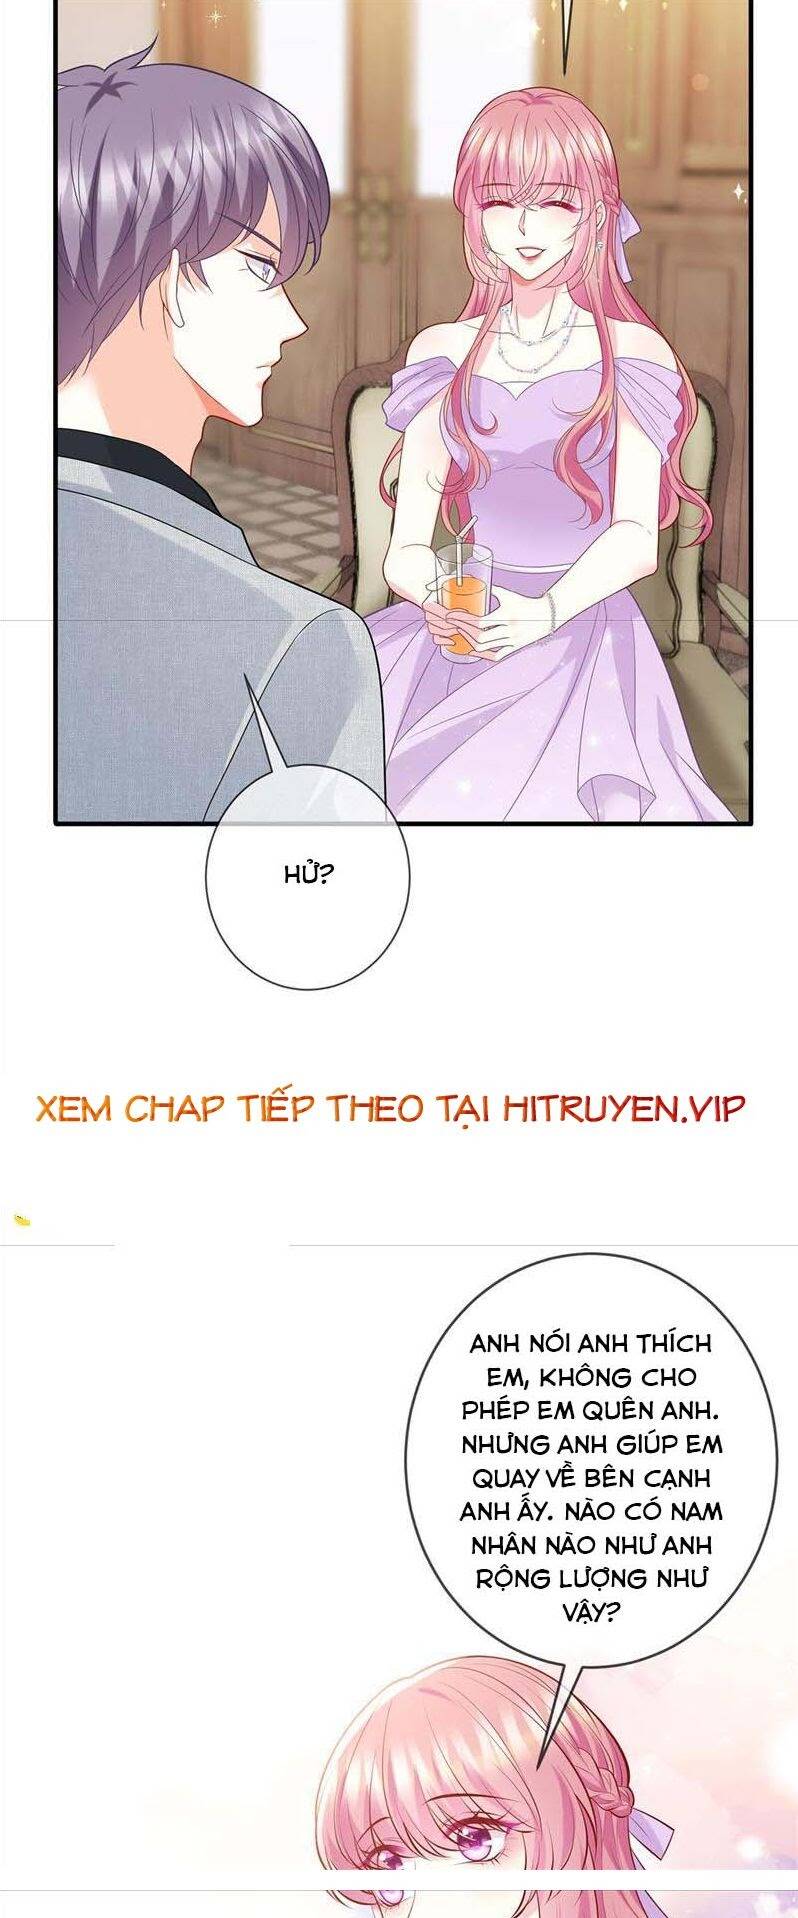 HỬ?
XEM CHAP TIẾP THEO TẠI HITRUYEN.VIP
ANH NÓI ANH THÍCH
EM, KHÔNG CHO
PHÉP EM QUÊN ANH.
NHƯNG ANH GIÚP EM
QUAY VỀ BÊN CẠNH
ANH ẤY. NÀO CÓ NAM
NHÂN NÀO NHƯ ANH
RỘNG LƯỢNG NHƯ
VẬY?